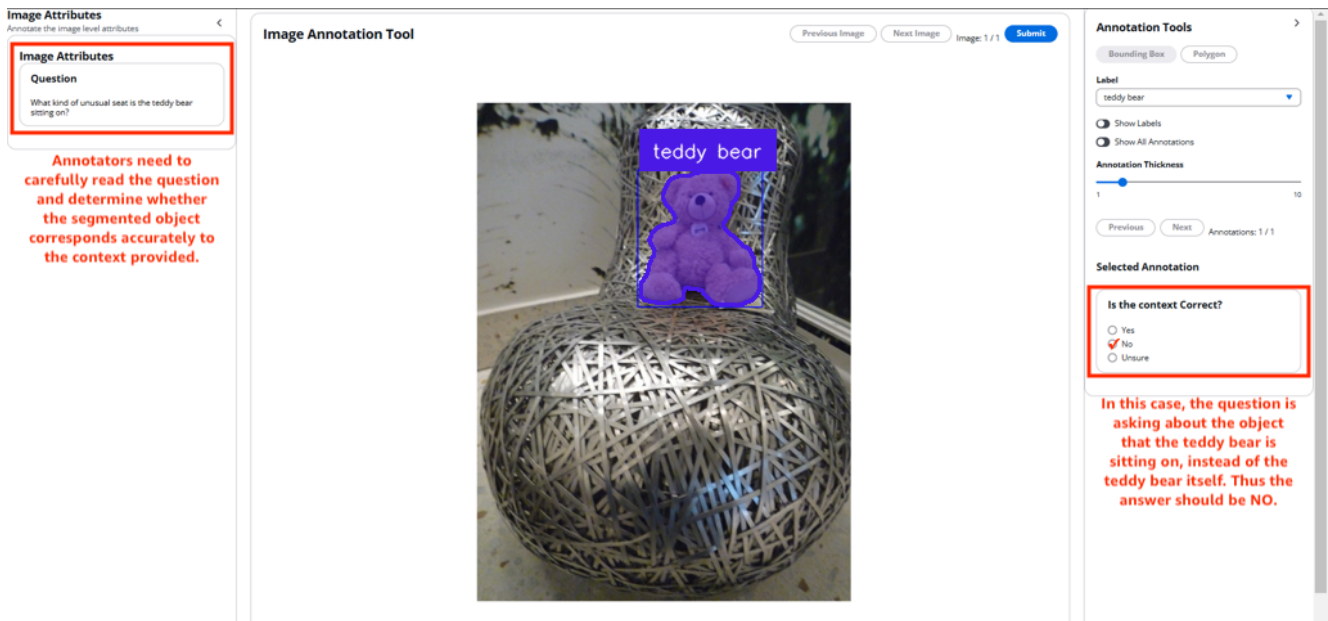 Image Attributes
Annotate the image level attributes
Image Attributes
Question
What kind of unusual seat is the teddy bear
sitting on?
Annotators need to
carefully read the question
and determine whether
the segmented object
corresponds accurately to
the context provided.
Image Annotation Tool
Previous Image
Next Image
Image: 1 / 1
Submit
teddy bear
Annotation Tools
Bounding Box
Polygon
Label
teddy bear
Show Labels
Show All Annotations
Annotation Thickness
1
10
Previous
Next
Annotations: 1 / 1
Selected Annotation
Is the context Correct?
Yes
No
Unsure
In this case, the question is
asking about the object
that the teddy bear is
sitting on, instead of the
teddy bear itself. Thus the
answer should be NO.